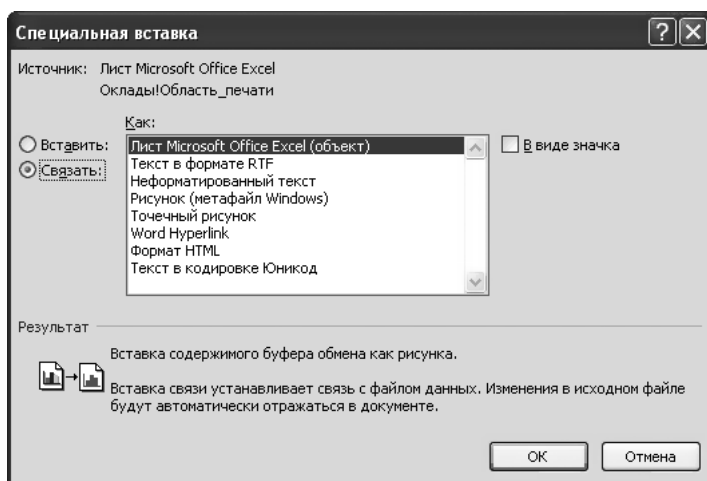 Специальная вставка
Источник: Лист Microsoft Office Excel
Оклады!Область_печати
Как:
Вставить:
Связать:
Лист Microsoft Office Excel (объект)
Текст в формате RTF
Неформатированный текст
Рисунок (метафайл Windows)
Точечный рисунок
Word Hyperlink
Формат HTML
Текст в кодировке Юникод
В виде значка
Результат
Вставка содержимого буфера обмена как рисунка.
Вставка связи устанавливает связь с файлом данных. Изменения в исходном файле
будут автоматически отражаться в документе.
ОК Отмена